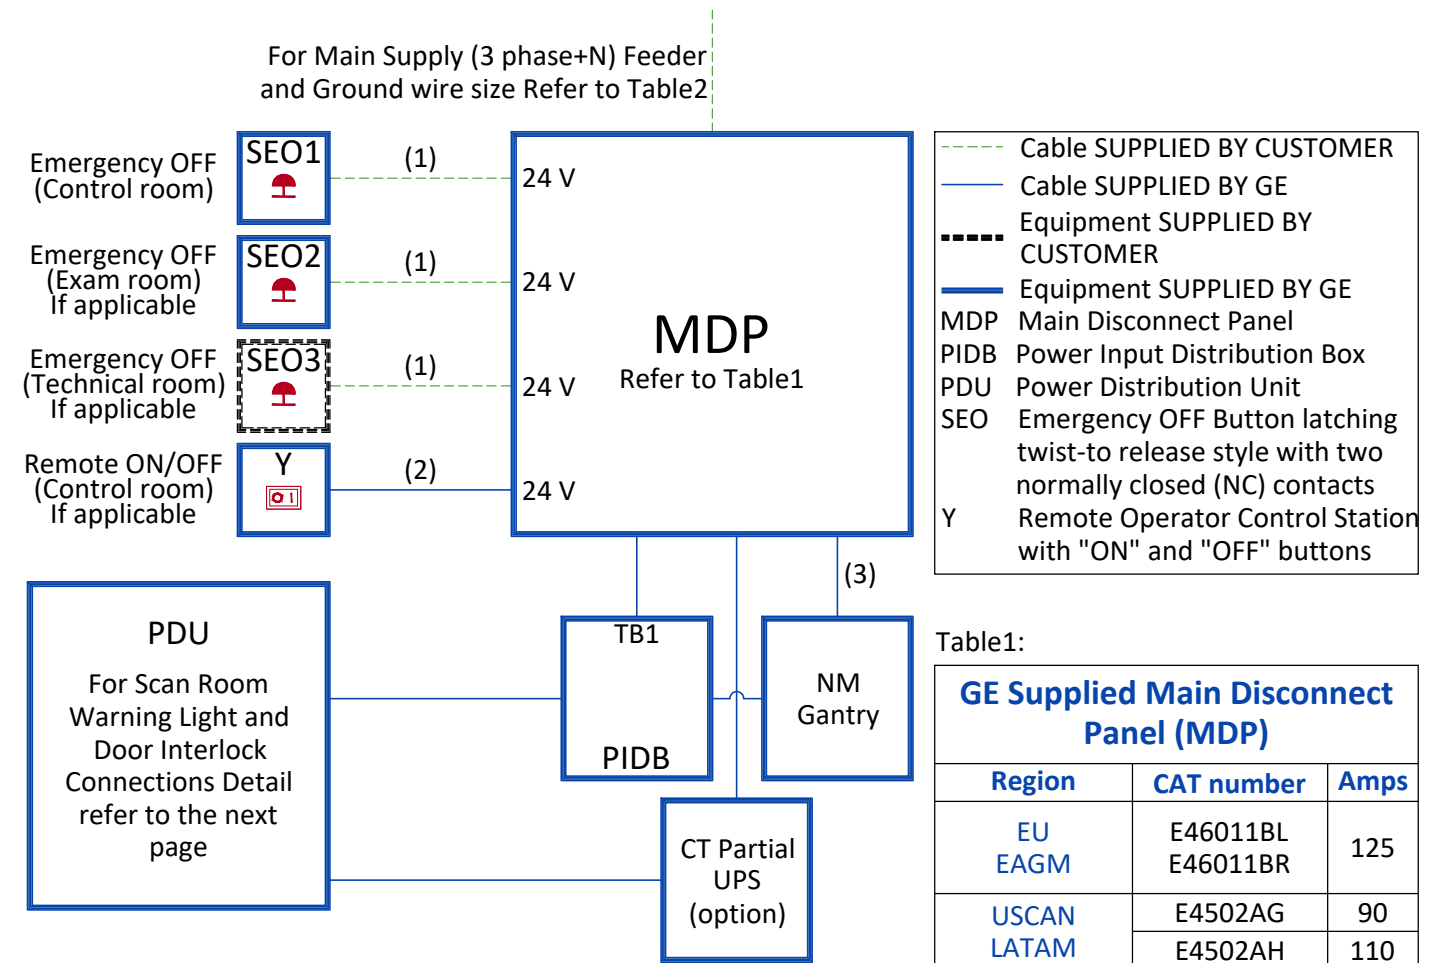 For Main Supply (3 phase+N) Feeder
and Ground wire size Refer to Table2
Emergency OFF
(Control room)
SEO1
(1)
24 V
Emergency OFF
(Exam room)
If applicable
SEO2
(1)
24 V
Emergency OFF
(Technical room)
If applicable
SEO3
(1)
24 V
Remote ON/OFF
(Control room)
If applicable
Y
(2)
24 V
MDP
Refer to Table1
(3)
PDU
For Scan Room
Warning Light and
Door Interlock
Connections Detail
refer to the next
page
TB1
PIDB
NM
Gantry
CT Partial
UPS
(option)
Cable SUPPLIED BY CUSTOMER
Cable SUPPLIED BY GE
Equipment SUPPLIED BY
CUSTOMER
Equipment SUPPLIED BY GE
MDP Main Disconnect Panel
PIDB Power Input Distribution Box
PDU Power Distribution Unit
SEO Emergency OFF Button latching
twist-to release style with two
normally closed (NC) contacts
Y Remote Operator Control Station
with "ON" and "OFF" buttons
Table1:
GE Supplied Main Disconnect
Panel (MDP)
Region CAT number Amps
EU
EAGM
E46011BL
E46011BR
125
USCAN
LATAM
E4502AG 90
E4502AH 110